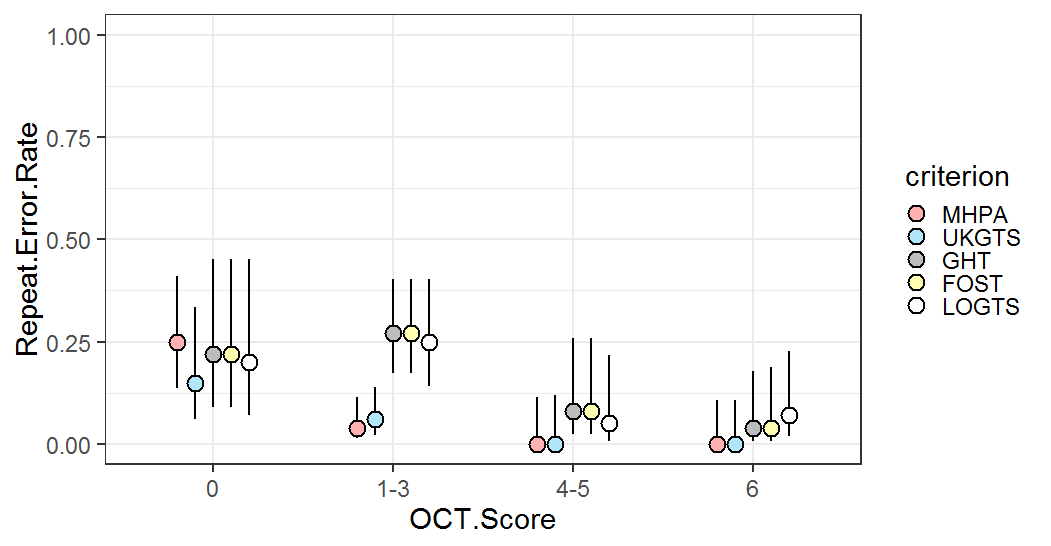 Repeat.Error.Rate
1.00
0.75
0.50
0.25
0.00
0
1-3
4-5
6
OCT.Score
criterion
MHPA
UKGTS
GHT
FOST
LOGTS